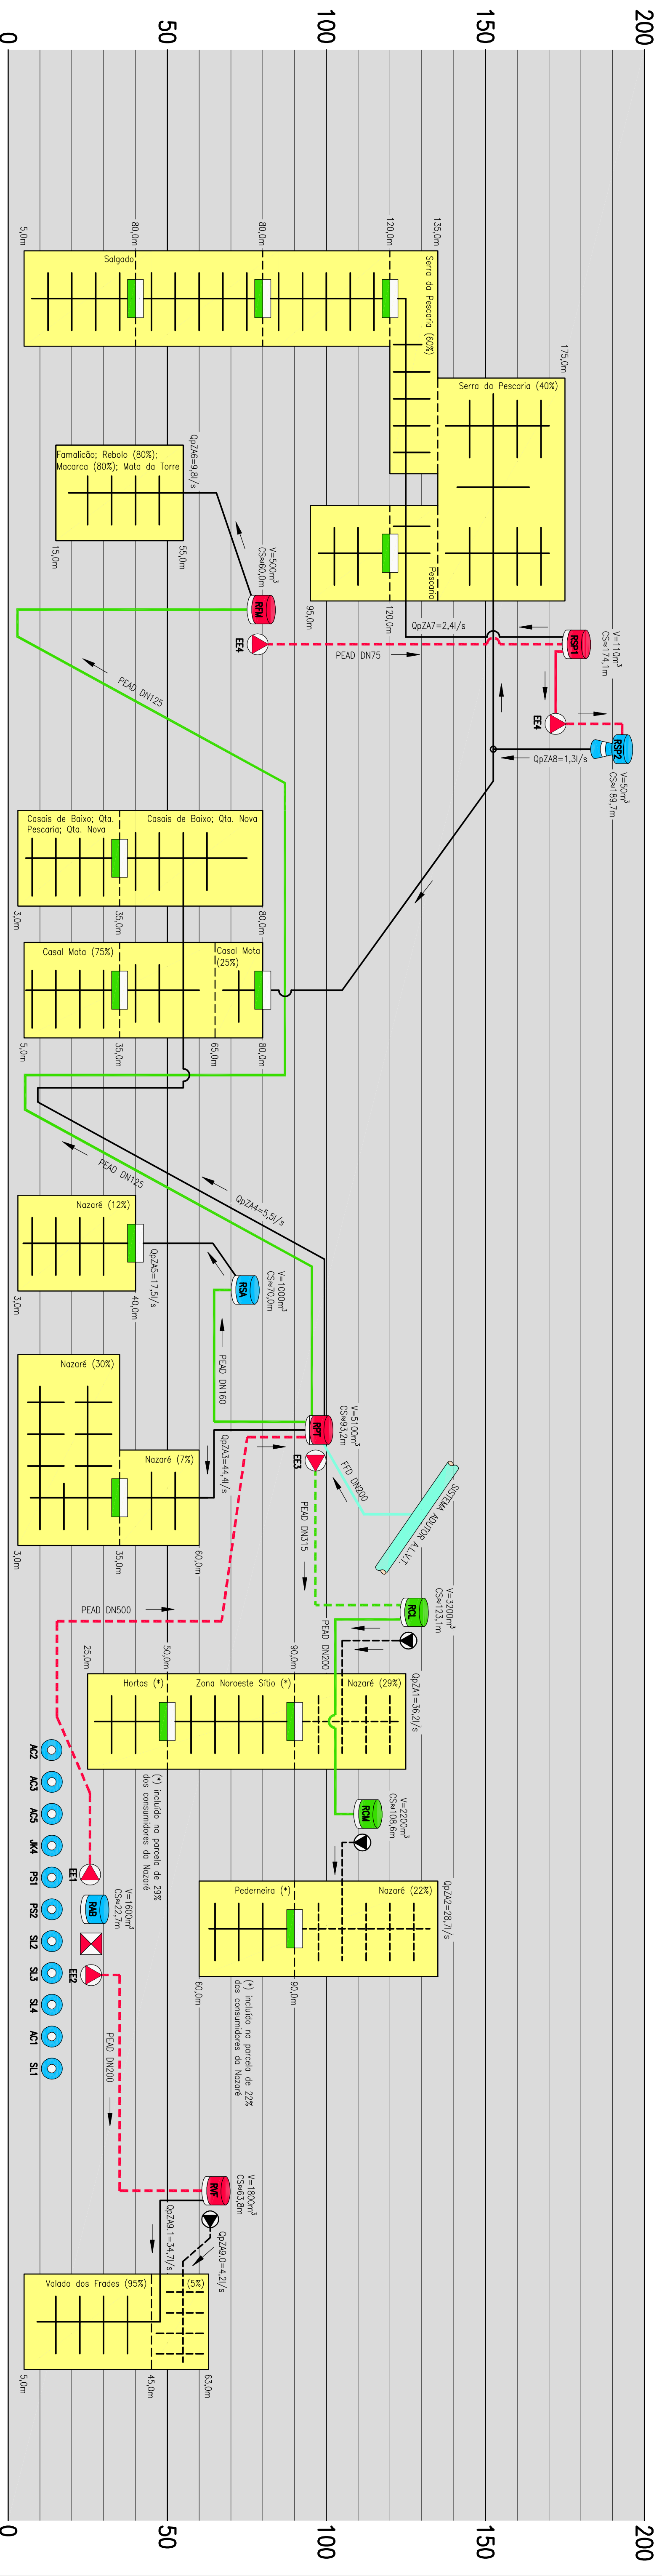 200
150
100
50
0
5,0m
80,0m
80,0m
120,0m
135,0m
Salgado
Serra da Pescaria (60%)
175,0m
Serra da Pescaria (40%)
Pescaria
95,0m
120,0m
QpZA6=9,8l/s
Famalicão; Rebolo (80%);
Macarca (80%); Mata da Torre
15,0m
55,0m
V=500m³
CS≈60,0m
RFM
EE4
PEAD DN75
PEAD DN125
QpZA7=2,4l/s
V=110m³
CS≈174,1m
RSP1
EE4
RSP2
V=50m³
CS≈189,7m
QpZA8=1,3l/s
Casais de Baixo; Qta.
Pescaria; Qta. Nova
Casais de Baixo; Qta. Nova
3,0m
35,0m
80,0m
Casal Mota (75%)
Casal Mota
(25%)
5,0m
35,0m
65,0m
80,0m
PEAD DN125
QpZA4=5,5l/s
Nazaré (12%)
QpZA5=17,5l/s
3,0m
40,0m
V=1000m³
CS≈70,0m
RSA
PEAD DN160
Nazaré (30%)
Nazaré (7%)
QpZA3=44,4l/s
3,0m
35,0m
60,0m
V=5100m³
CS≈93,2m
RPT
EE3
FFD DN200
SISTEMA ADUTOR A.L.V.T.
PEAD DN315
V=3200m³
CS≈123,1m
RCL
PEAD DN200
PEAD DN500
QpZA1=36,2l/s
25,0m
50,0m
90,0m
Hortas (*)
Zona Noroeste Sítio (*)
Nazaré (29%)
(*) incluído na parcela de 29%
dos consumidores da Nazaré
V=2200m³
CS≈108,6m
RCM
QpZA2=28,7l/s
Pederneira (*)
Nazaré (22%)
60,0m
90,0m
(*) incluído na parcela de 22%
dos consumidores da Nazaré
AC2
AC3
AC5
JK4
PS1
PS2
SL2
SL3
SL4
AC1
SL1
EE1
V=1600m³
CS≈22,7m
RAB
EE2
PEAD DN200
V=1800m³
CS≈63,8m
RVF
QpZA9.0=4,2l/s
QpZA9.1=34,7l/s
Valado dos Frades (95%)
(5%)
5,0m
45,0m
63,0m
200
150
100
50
0